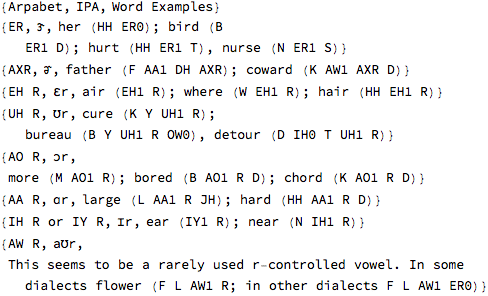 {Arpabet, IPA, Word Examples}
{ER, ɝ, her (HH ER0); bird (B
ER1 D); hurt (HH ER1 T), nurse (N ER1 S)}
{AXR, ɚ, father (F AA1 DH AXR); coward (K AW1 AXR D)}
{EH R, ɛr, air (EH1 R); where (W EH1 R); hair (HH EH1 R)}
{UH R, ʊr, cure (K Y UH1 R);
bureau (B Y UH1 R OW0), detour (D IH0 T UH1 R)}
{AO R, ɔr,
more (M AO1 R); bored (B AO1 R D); chord (K AO1 R D)}
{AA R, ɑr, large (L AA1 R JH); hard (HH AA1 R D)}
{IH R or IY R, ɪr, ear (IY1 R); near (N IH1 R)}
{AW R, aʊr,
This seems to be a rarely used r-controlled vowel. In some
dialects flower (F L AW1 R; in other dialects F L AW1 ER0)}